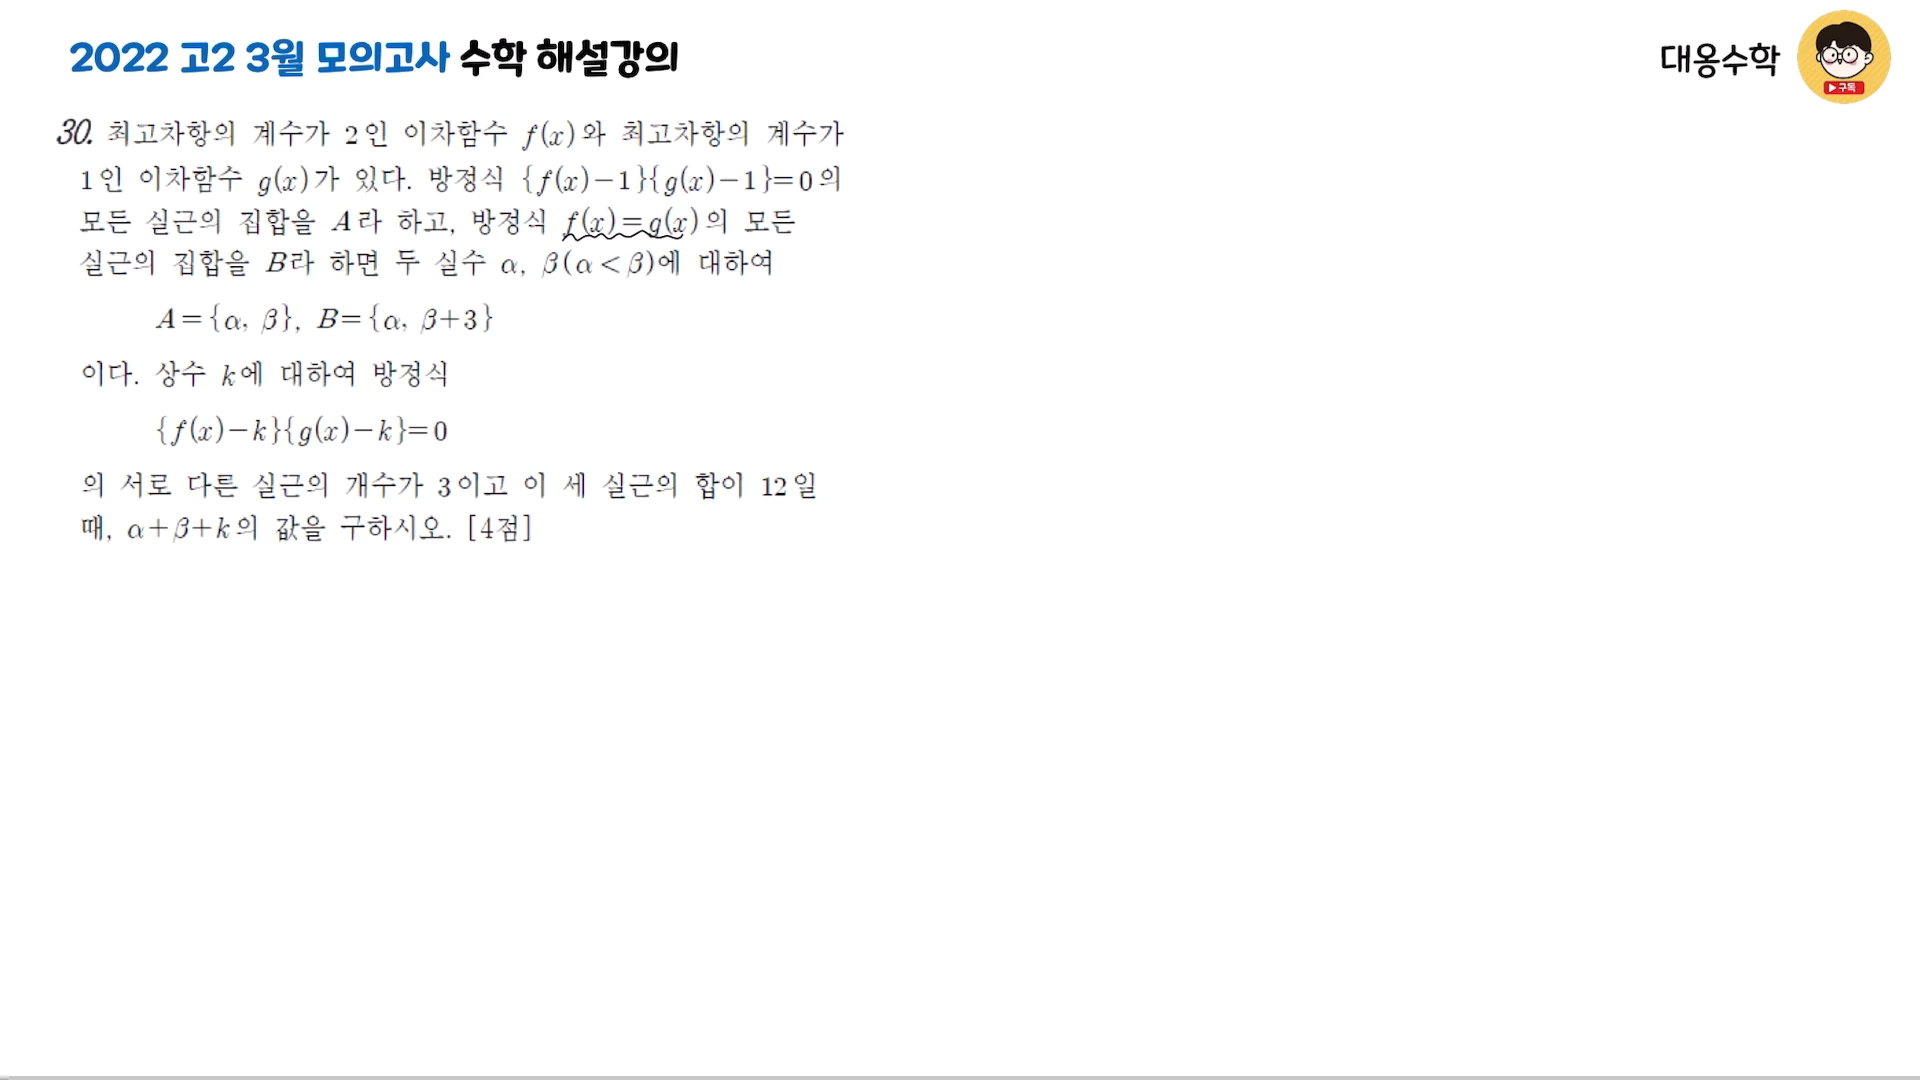 2022 고2 3월 모의고사 수학 해설강의
대웅수학
구독
30. 최고차항의 계수가 2인 이차함수 f(x)와 최고차항의 계수가
1인 이차함수 g(x)가 있다. 방정식 {f(x)-1}{g(x)-1}=0의
모든 실근의 집합을 A라 하고, 방정식 f(x)=g(x)의 모든
실근의 집합을 B라 하면 두 실수 α, β(α<β)에 대하여
A={α, β}, B={α, β+3}
이다. 상수 k에 대하여 방정식
{f(x)-k}{g(x)-k}=0
의 서로 다른 실근의 개수가 3이고 이 세 실근의 합이 12일
때, α+β+k의 값을 구하시오. [4점]